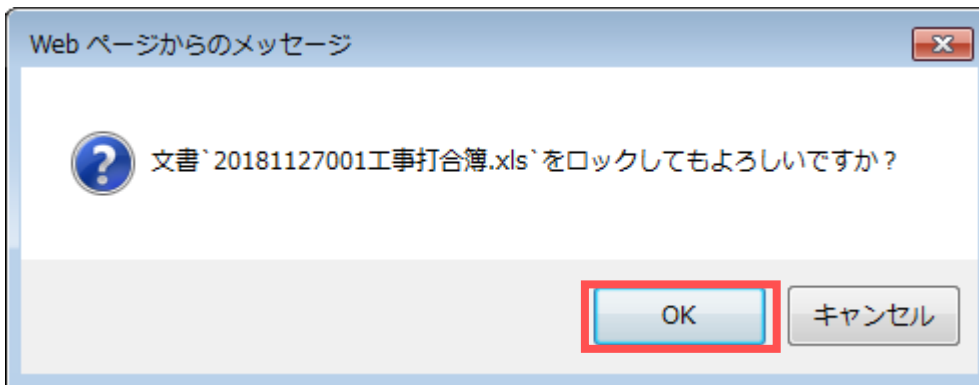 Web ページからのメッセージ
文書`20181127001工事打合簿.xls`をロックしてもよろしいですか？
OK
キャンセル